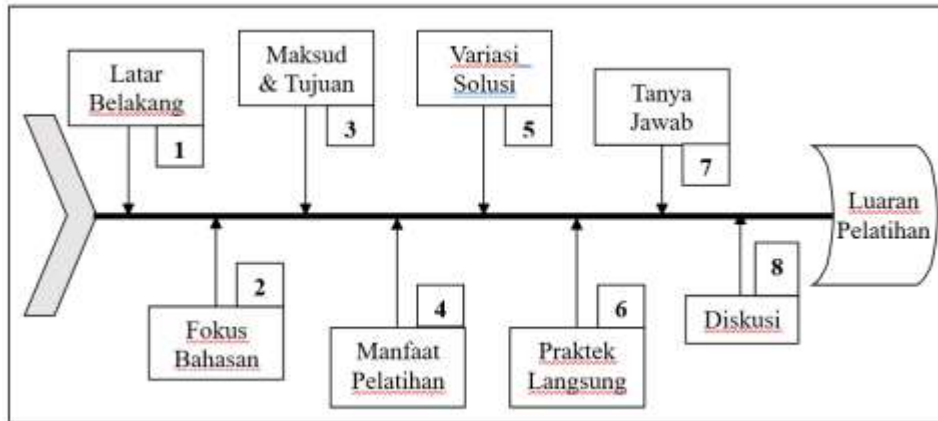 Latar
Belakang
1
Fokus
Bahasan
2
Maksud
& Tujuan
3
Manfaat
Pelatihan
4
Variasi
Solusi
5
Praktek
Langsung
6
Tanya
Jawab
7
Diskusi
8
Luaran
Pelatihan